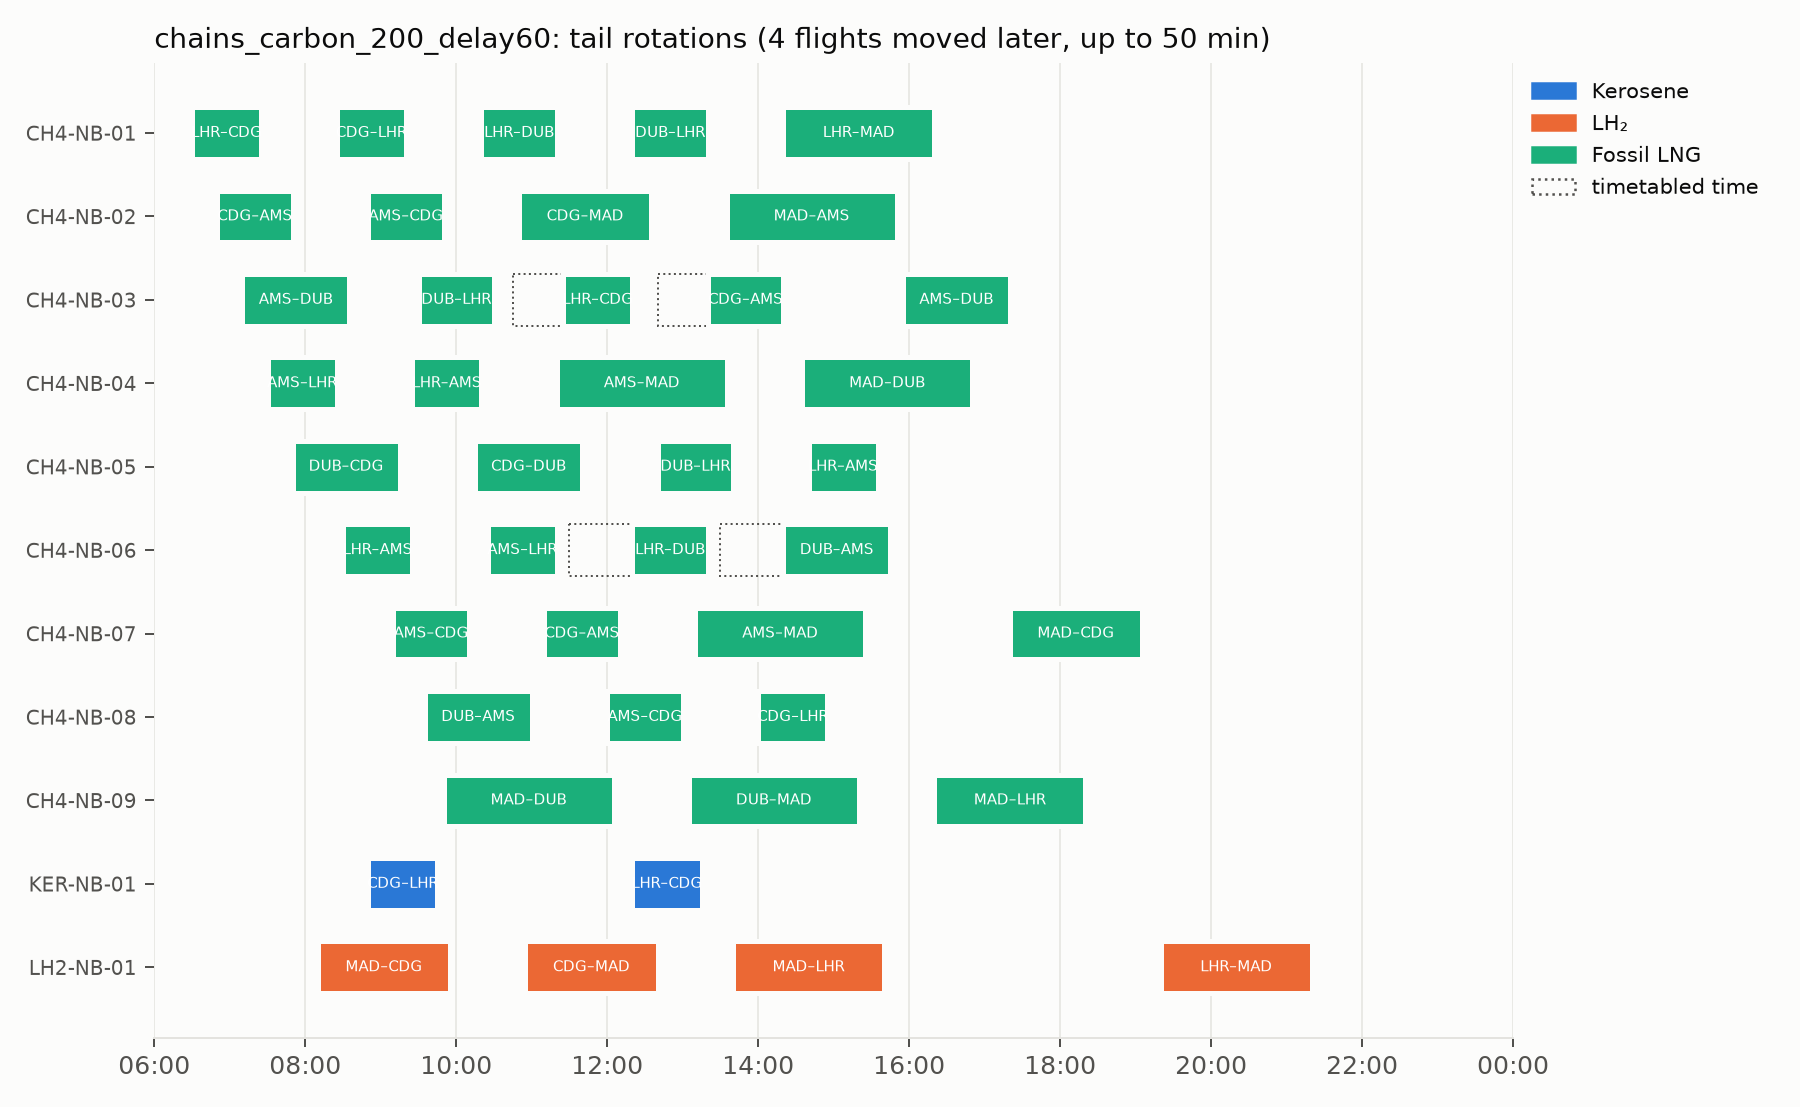 chains_carbon_200_delay60: tail rotations (4 flights moved later, up to 50 min)
Kerosene
LH₂
Fossil LNG
timetabled time
CH4-NB-01 LHR–CDG CDG–LHR LHR–DUB DUB–LHR LHR–MAD
CH4-NB-02 CDG–AMS AMS–CDG CDG–MAD MAD–AMS
CH4-NB-03 AMS–DUB DUB–LHR LHR–CDG CDG–AMS AMS–DUB
CH4-NB-04 AMS–LHR LHR–AMS AMS–MAD MAD–DUB
CH4-NB-05 DUB–CDG CDG–DUB DUB–LHR LHR–AMS
CH4-NB-06 LHR–AMS AMS–LHR LHR–DUB DUB–AMS
CH4-NB-07 AMS–CDG CDG–AMS AMS–MAD MAD–CDG
CH4-NB-08 DUB–AMS AMS–CDG CDG–LHR
CH4-NB-09 MAD–DUB DUB–MAD MAD–LHR
KER-NB-01 CDG–LHR LHR–CDG
LH2-NB-01 MAD–CDG CDG–MAD MAD–LHR LHR–MAD
06:00 08:00 10:00 12:00 14:00 16:00 18:00 20:00 22:00 00:00